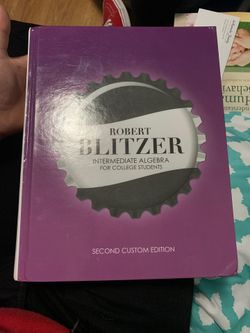 ROBERT
BLITZER
INTERMEDIATE ALGEBRA
FOR COLLEGE STUDENTS
SECOND CUSTOM EDITION